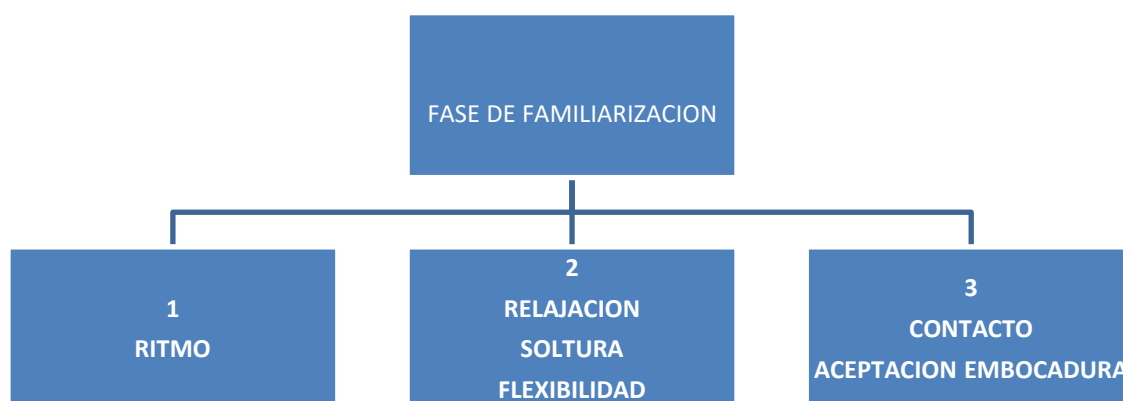 FASE DE FAMILIARIZACION
1
RITMO
2
RELAJACION
SOLTURA
FLEXIBILIDAD
3
CONTACTO
ACEPTACION EMBOCADURA